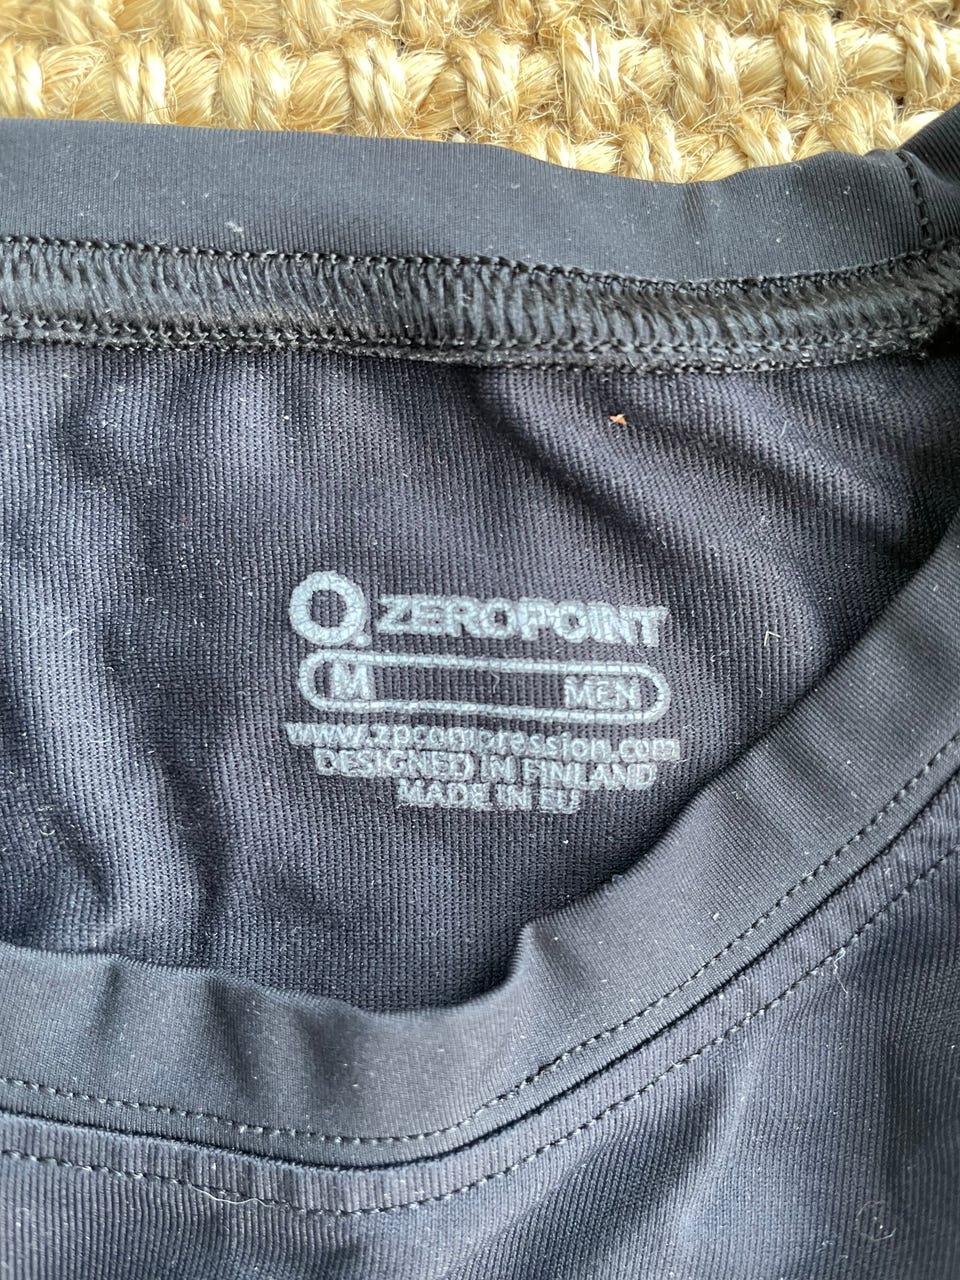 ZEROPOINT
M MEN
www.zpcompression.com
DESIGNED IN FINLAND
MADE IN EU